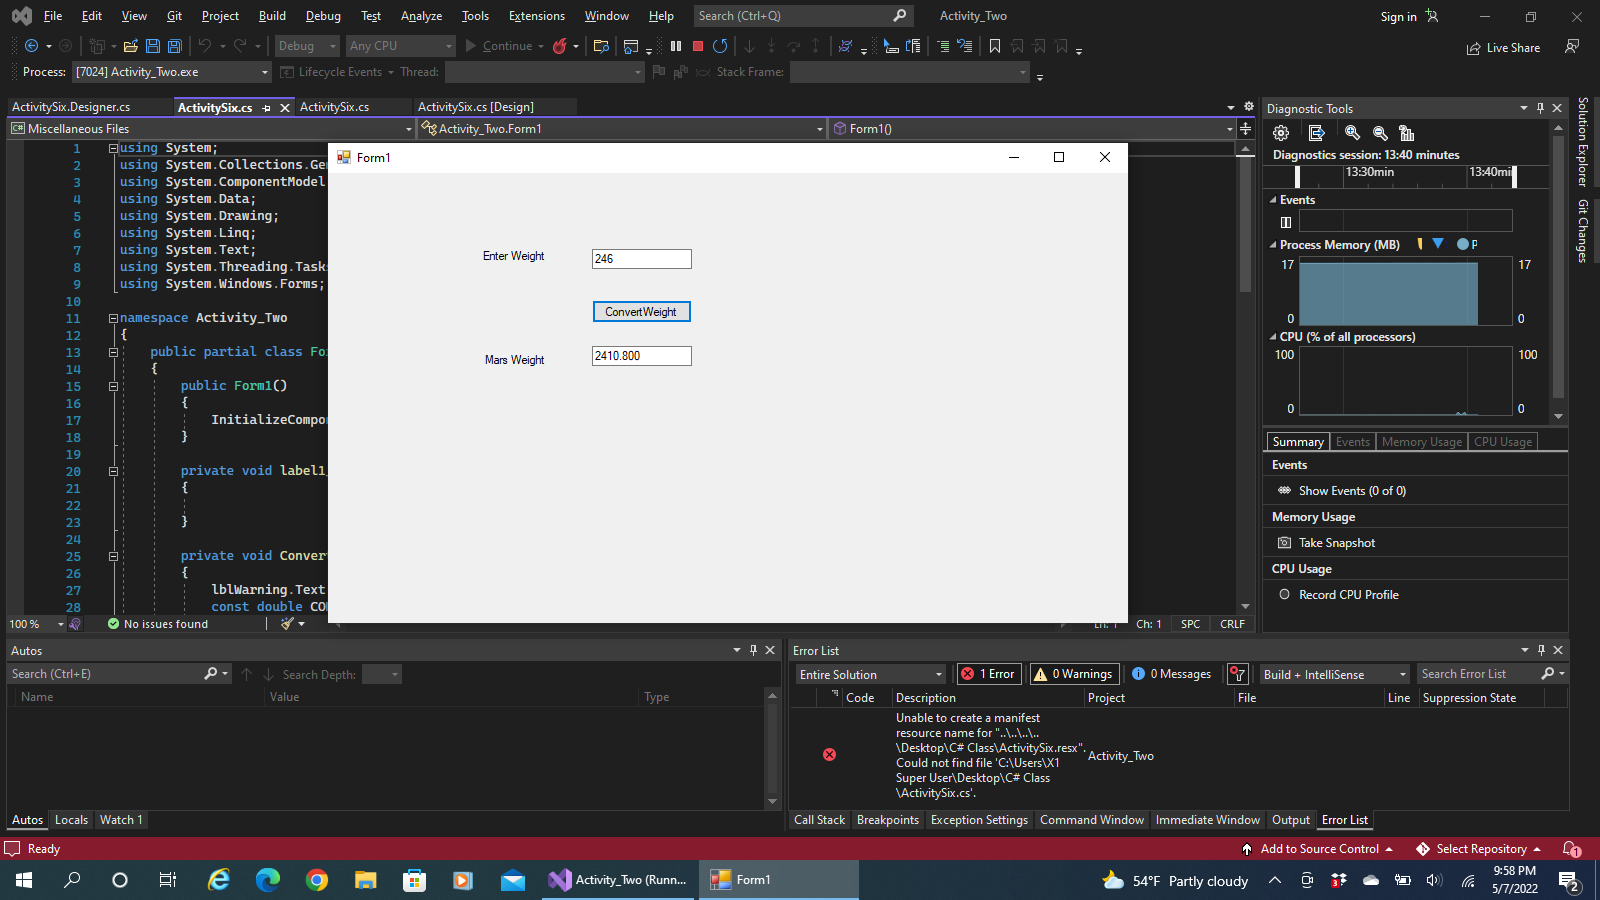 File Edit View Git Project Build Debug Test Analyze Tools Extensions Window Help Search (Ctrl+Q) Activity_Two Sign in
Debug Any CPU Continue Live Share
Process: [7024] Activity_Two.exe Lifecycle Events Thread: Stack Frame:
ActivitySix.Designer.cs ActivitySix.cs ActivitySix.cs ActivitySix.cs [Design]
Miscellaneous Files Activity_Two.Form1 Form1()
1 using System;
2 using System.Collections.Gen
3 using System.ComponentModel
4 using System.Data;
5 using System.Drawing;
6 using System.Linq;
7 using System.Text;
8 using System.Threading.Tasks
9 using System.Windows.Forms;
10
11 namespace Activity_Two
12 {
13 public partial class Fo
14 {
15 public Form1()
16 {
17 InitializeCompo
18 }
19
20 private void label1
21 {
22
23 }
24
25 private void Conver
26 {
27 lblWarning.Text
28 const double CO
100 % No issues found Ln: 1 Ch: 1 SPC CRLF
Form1
Enter Weight 246
ConvertWeight
Mars Weight 2410.800
Diagnostic Tools
Diagnostics session: 13:40 minutes
13:30min 13:40mi
Events
Process Memory (MB) P
17 17
0 0
CPU (% of all processors)
100 100
0 0
Summary Events Memory Usage CPU Usage
Events
Show Events (0 of 0)
Memory Usage
Take Snapshot
CPU Usage
Record CPU Profile
Solution Explorer
Git Changes
Autos
Search (Ctrl+E) Search Depth:
Name Value Type
Autos Locals Watch 1
Error List
Entire Solution 1 Error 0 Warnings 0 Messages Build + IntelliSense Search Error List
Code Description Project File Line Suppression State
Unable to create a manifest
resource name for "..\..\..\..
\Desktop\C# Class\ActivitySix.resx".
Could not find file 'C:\Users\X1
Super User\Desktop\C# Class
\ActivitySix.cs'.
Activity_Two
Call Stack Breakpoints Exception Settings Command Window Immediate Window Output Error List
Ready Add to Source Control Select Repository 1
Activity_Two (Runn... Form1 54°F Partly cloudy 3 9:58 PM
5/7/2022 2